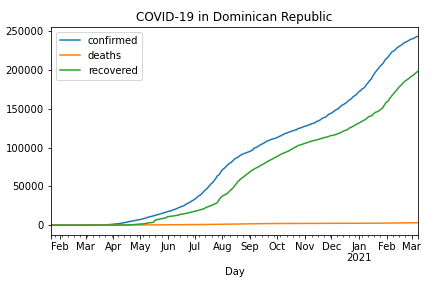 COVID-19 in Dominican Republic
confirmed
deaths
recovered
250000
200000
150000
100000
50000
0
Feb Mar Apr May Jun Jul Aug Sep Oct Nov Dec Jan Feb Mar
2021
Day